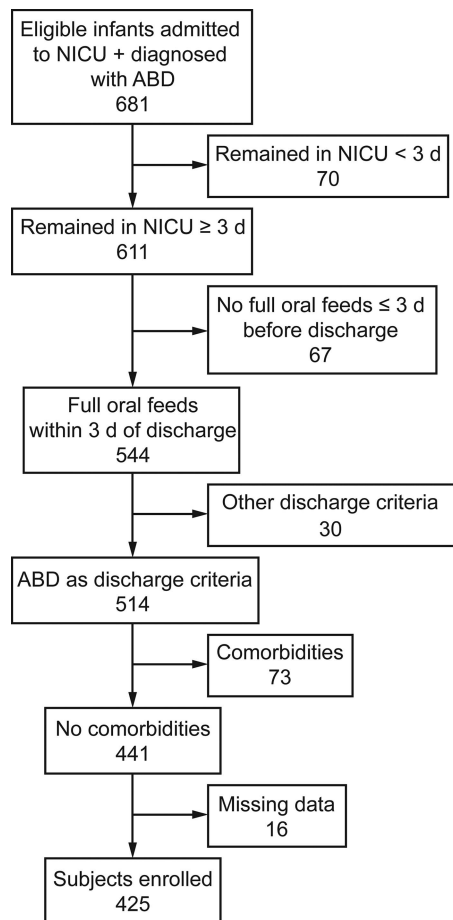 Eligible infants admitted
to NICU + diagnosed
with ABD
681
Remained in NICU < 3 d
70
Remained in NICU ≥ 3 d
611
No full oral feeds ≤ 3 d
before discharge
67
Full oral feeds
within 3 d of discharge
544
Other discharge criteria
30
ABD as discharge criteria
514
Comorbidities
73
No comorbidities
441
Missing data
16
Subjects enrolled
425